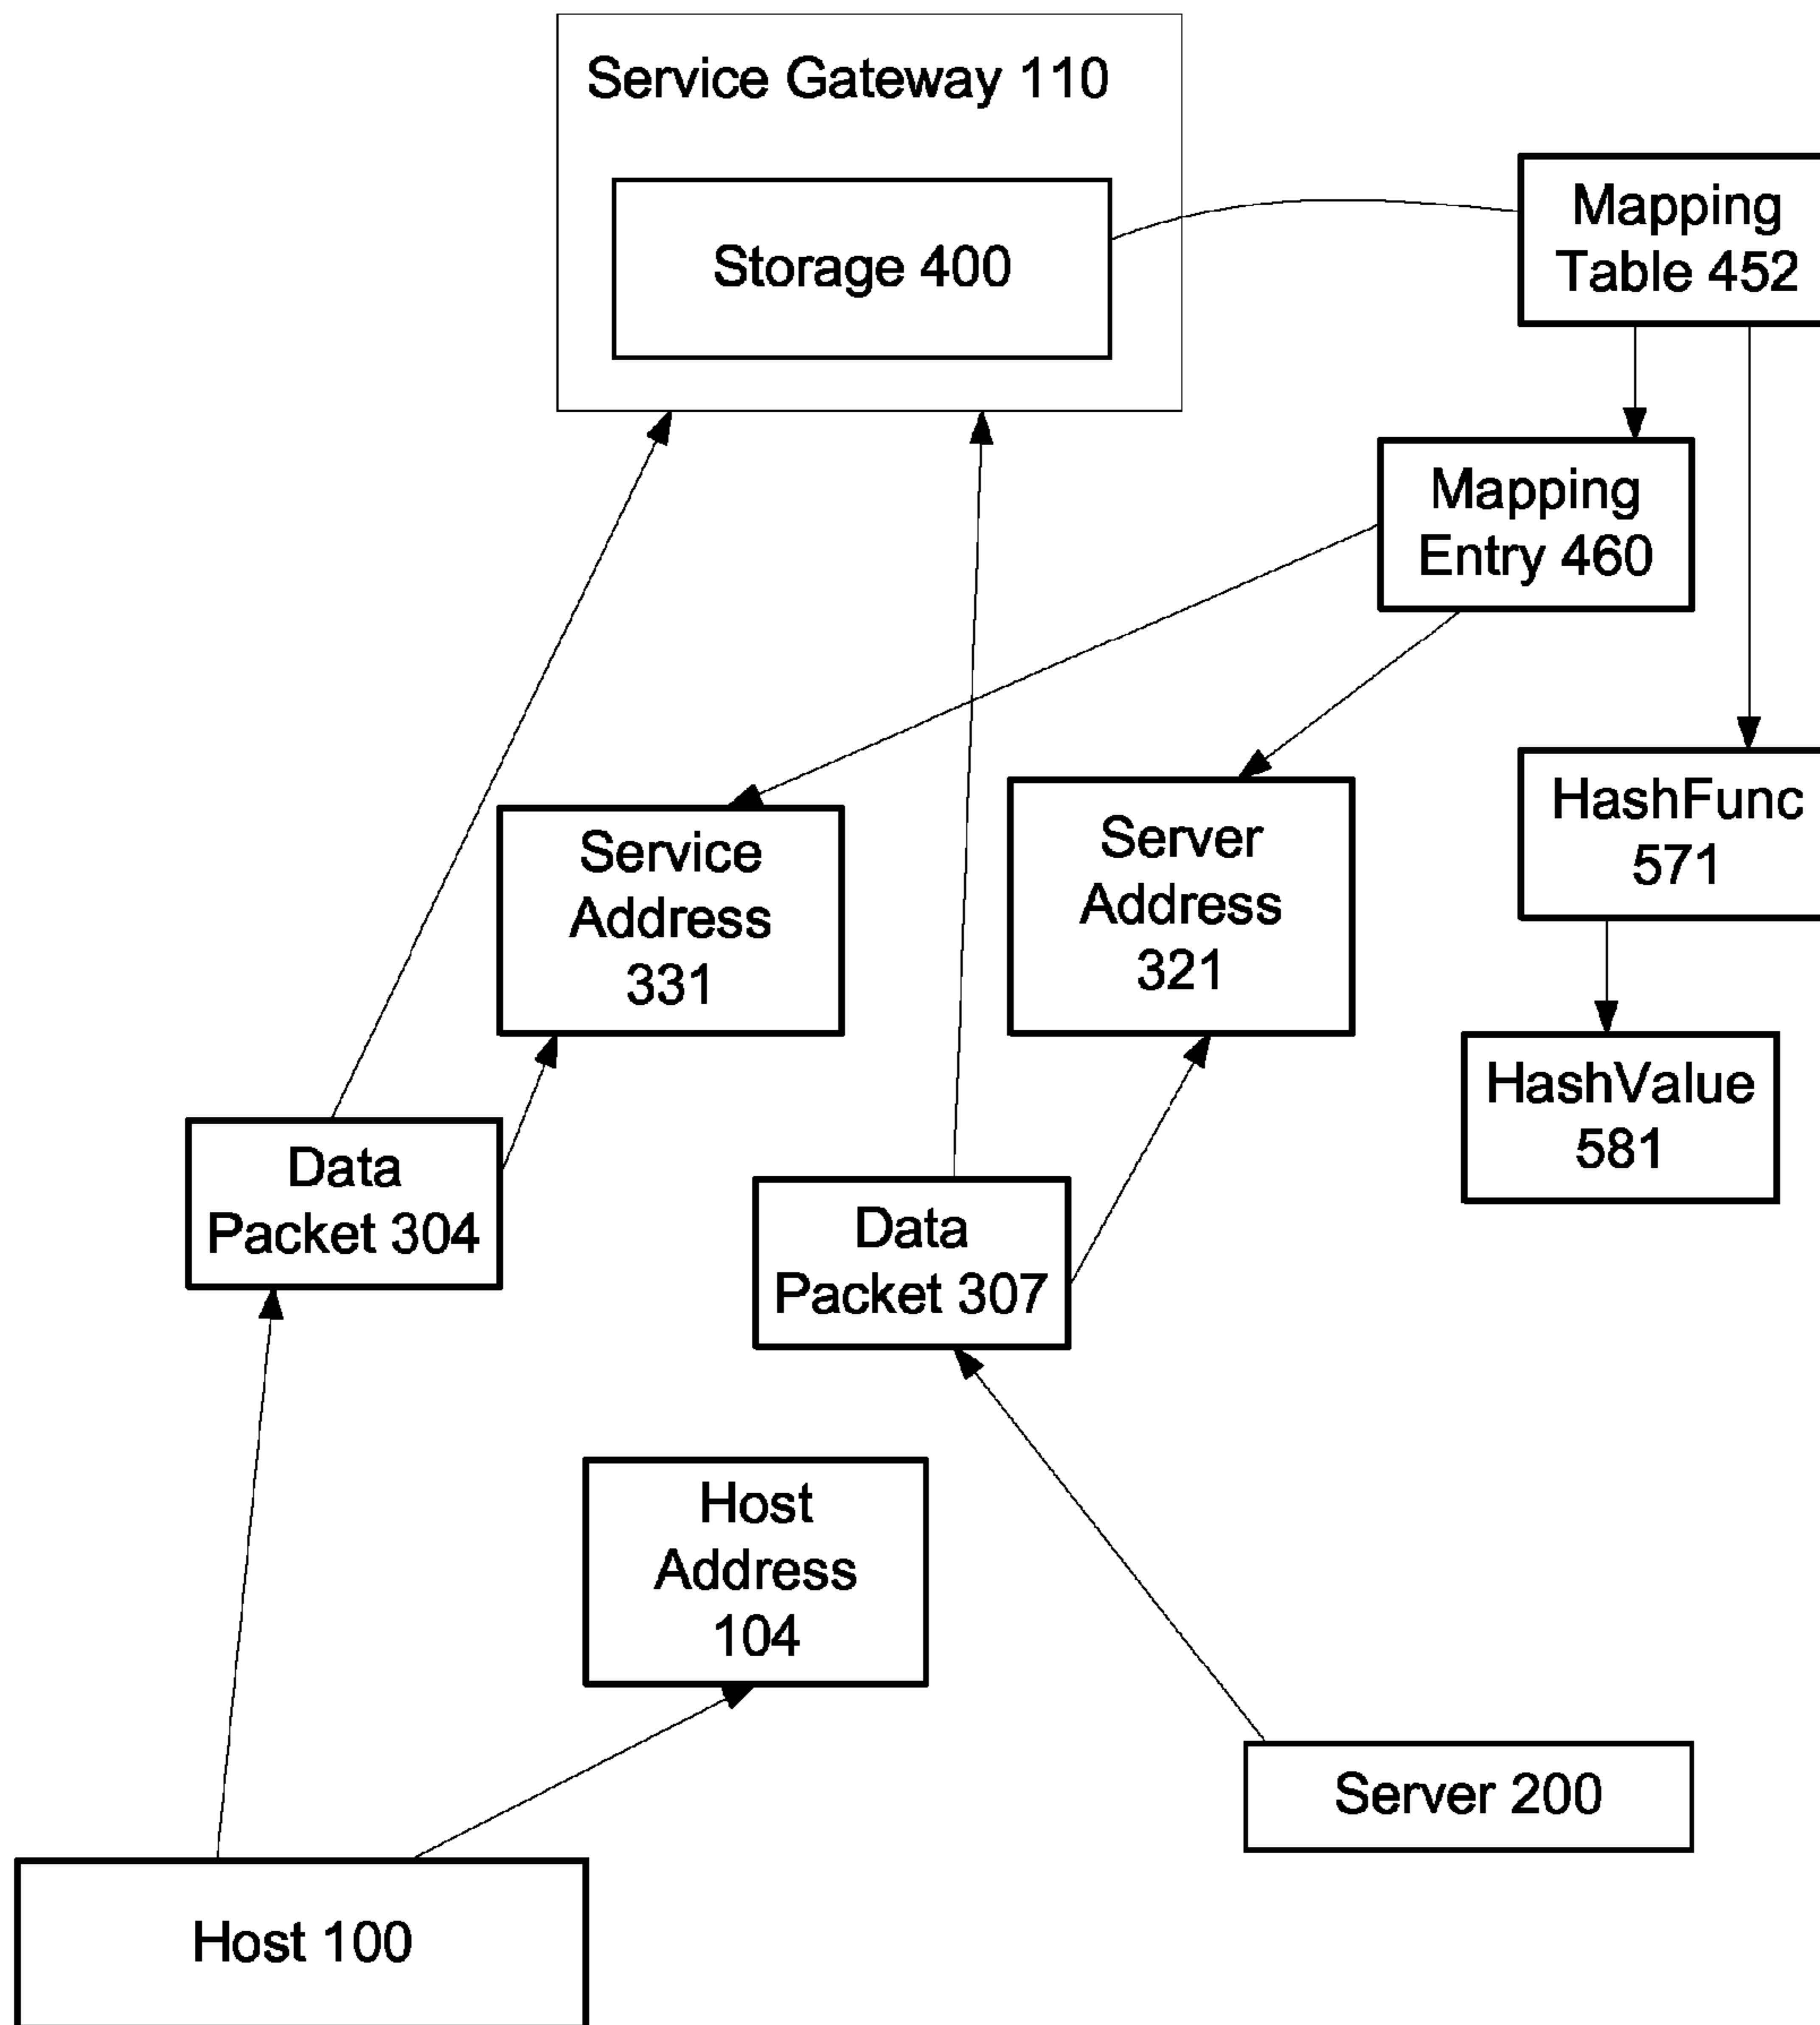 Service Gateway 110
Storage 400
Mapping
Table 452
Mapping
Entry 460
Service
Address
331
Server
Address
321
HashFunc
571
HashValue
581
Data
Packet 304
Data
Packet 307
Host
Address
104
Server 200
Host 100